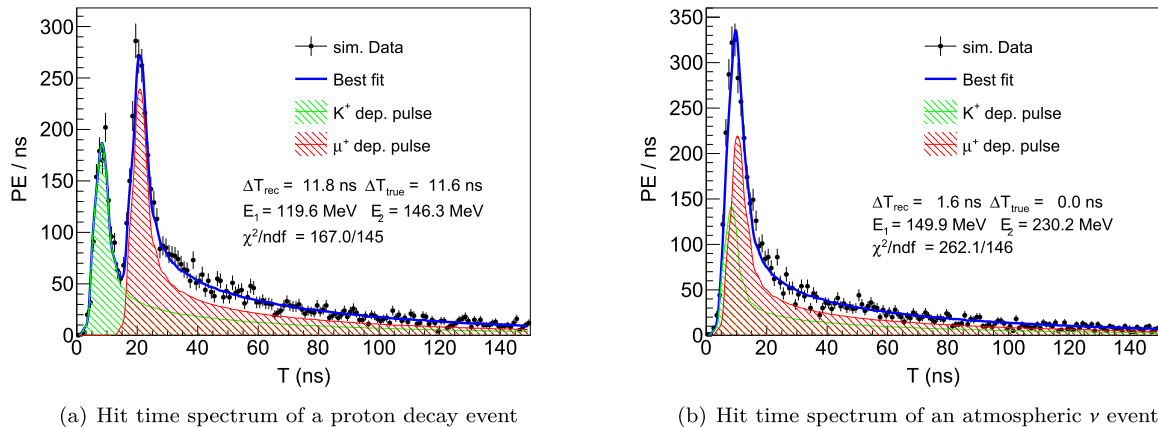 300
250
200
150
100
50
0
PE / ns
0 20 40 60 80 100 120 140
T (ns)
sim. Data
Best fit
K⁺ dep. pulse
μ⁺ dep. pulse
ΔT_rec = 11.8 ns ΔT_true = 11.6 ns
E₁ = 119.6 MeV E₂ = 146.3 MeV
χ²/ndf = 167.0/145
(a) Hit time spectrum of a proton decay event
350
300
250
200
150
100
50
0
PE / ns
0 20 40 60 80 100 120 140
T (ns)
sim. Data
Best fit
K⁺ dep. pulse
μ⁺ dep. pulse
ΔT_rec = 1.6 ns ΔT_true = 0.0 ns
E₁ = 149.9 MeV E₂ = 230.2 MeV
χ²/ndf = 262.1/146
(b) Hit time spectrum of an atmospheric ν event